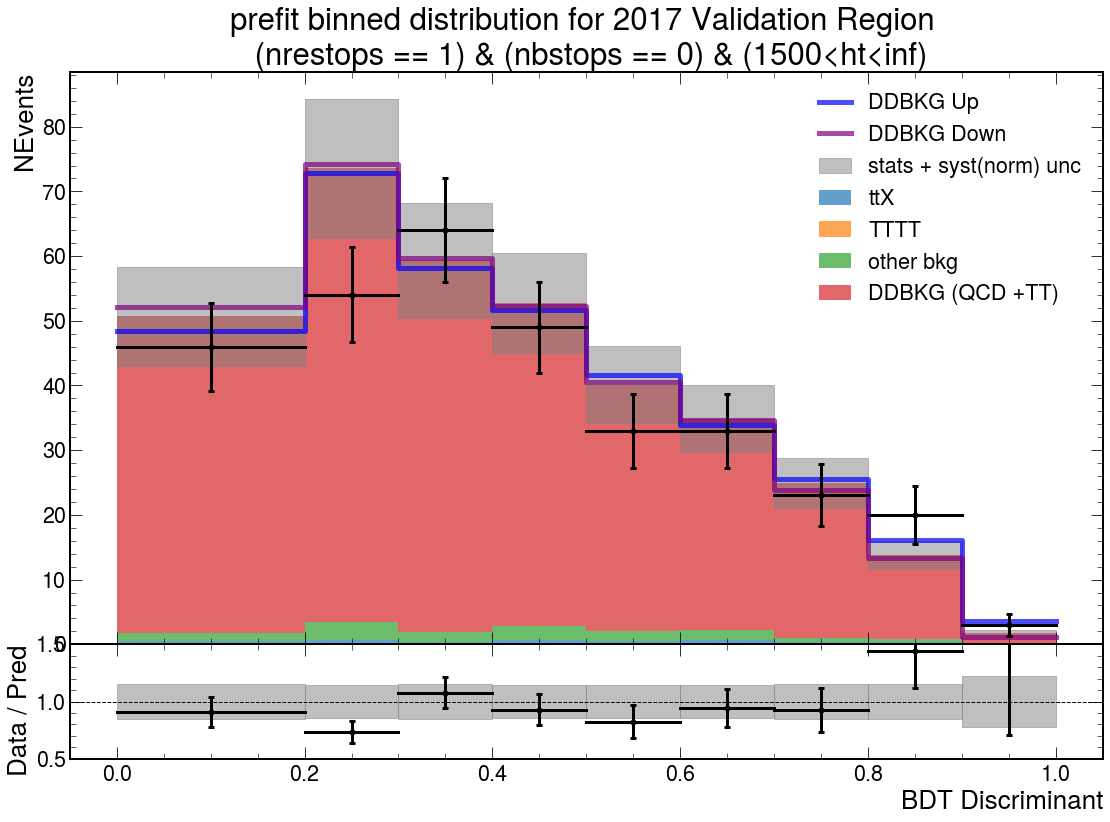 prefit binned distribution for 2017 Validation Region
(nrestops == 1) & (nbstops == 0) & (1500<ht<inf)
NEvents
80
70
60
50
40
30
20
10
0
DDBKG Up
DDBKG Down
stats + syst(norm) unc
ttX
TTTT
other bkg
DDBKG (QCD +TT)
Data / Pred
1.5
1.0
0.5
0.0 0.2 0.4 0.6 0.8 1.0
BDT Discriminant